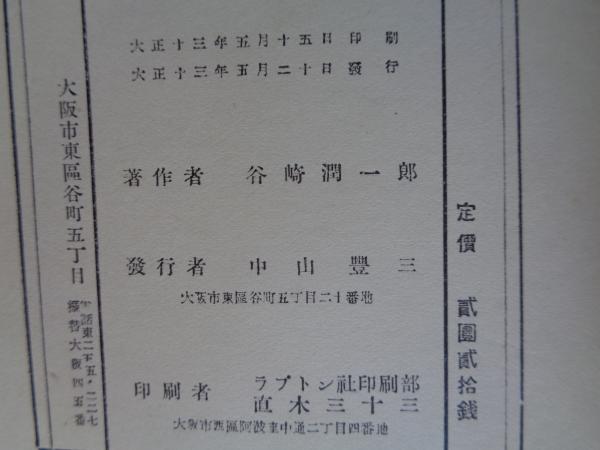 大正十三年五月十五日印刷
大正十三年五月二十日發行
著作者 谷崎潤一郎
發行者 中山豐三
大阪市東區谷町五丁目二十番地
印刷者 プラトン社印刷部
直木三十三
大阪市西區阿波座中通二丁目四番地
定價 貳圓貳拾錢
大阪市東區谷町五丁目